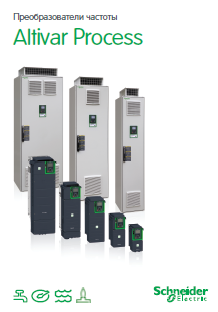 Преобразователи частоты
Altivar Process
Schneider
Electric